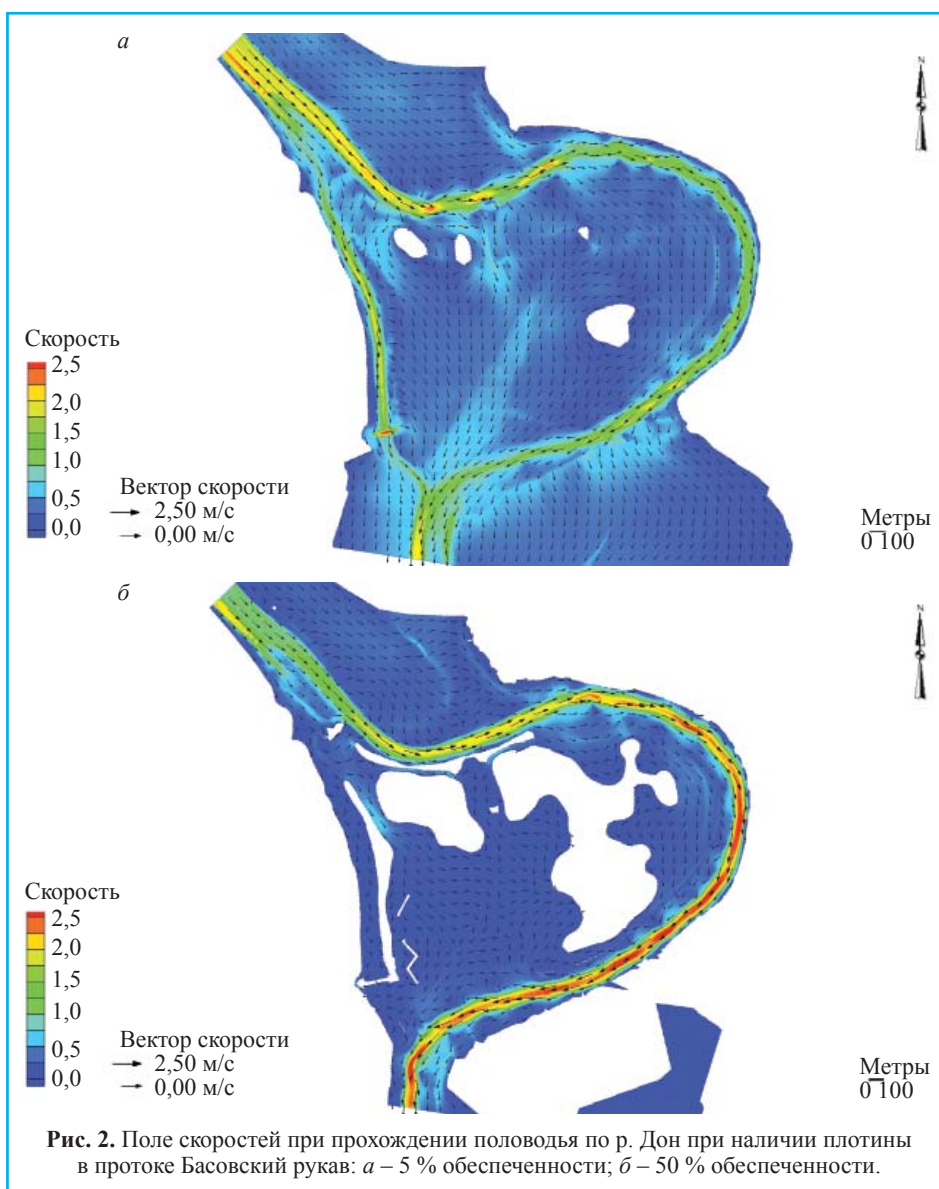 а
N
Скорость
2,5
2,0
1,5
1,0
0,5
0,0
Вектор скорости
2,50 м/с
0,00 м/с
Метры
0 100
б
N
Скорость
2,5
2,0
1,5
1,0
0,5
0,0
Вектор скорости
2,50 м/с
0,00 м/с
Метры
0 100
Рис. 2. Поле скоростей при прохождении половодья по р. Дон при наличии плотины
в протоке Басовский рукав: а – 5 % обеспеченности; б – 50 % обеспеченности.